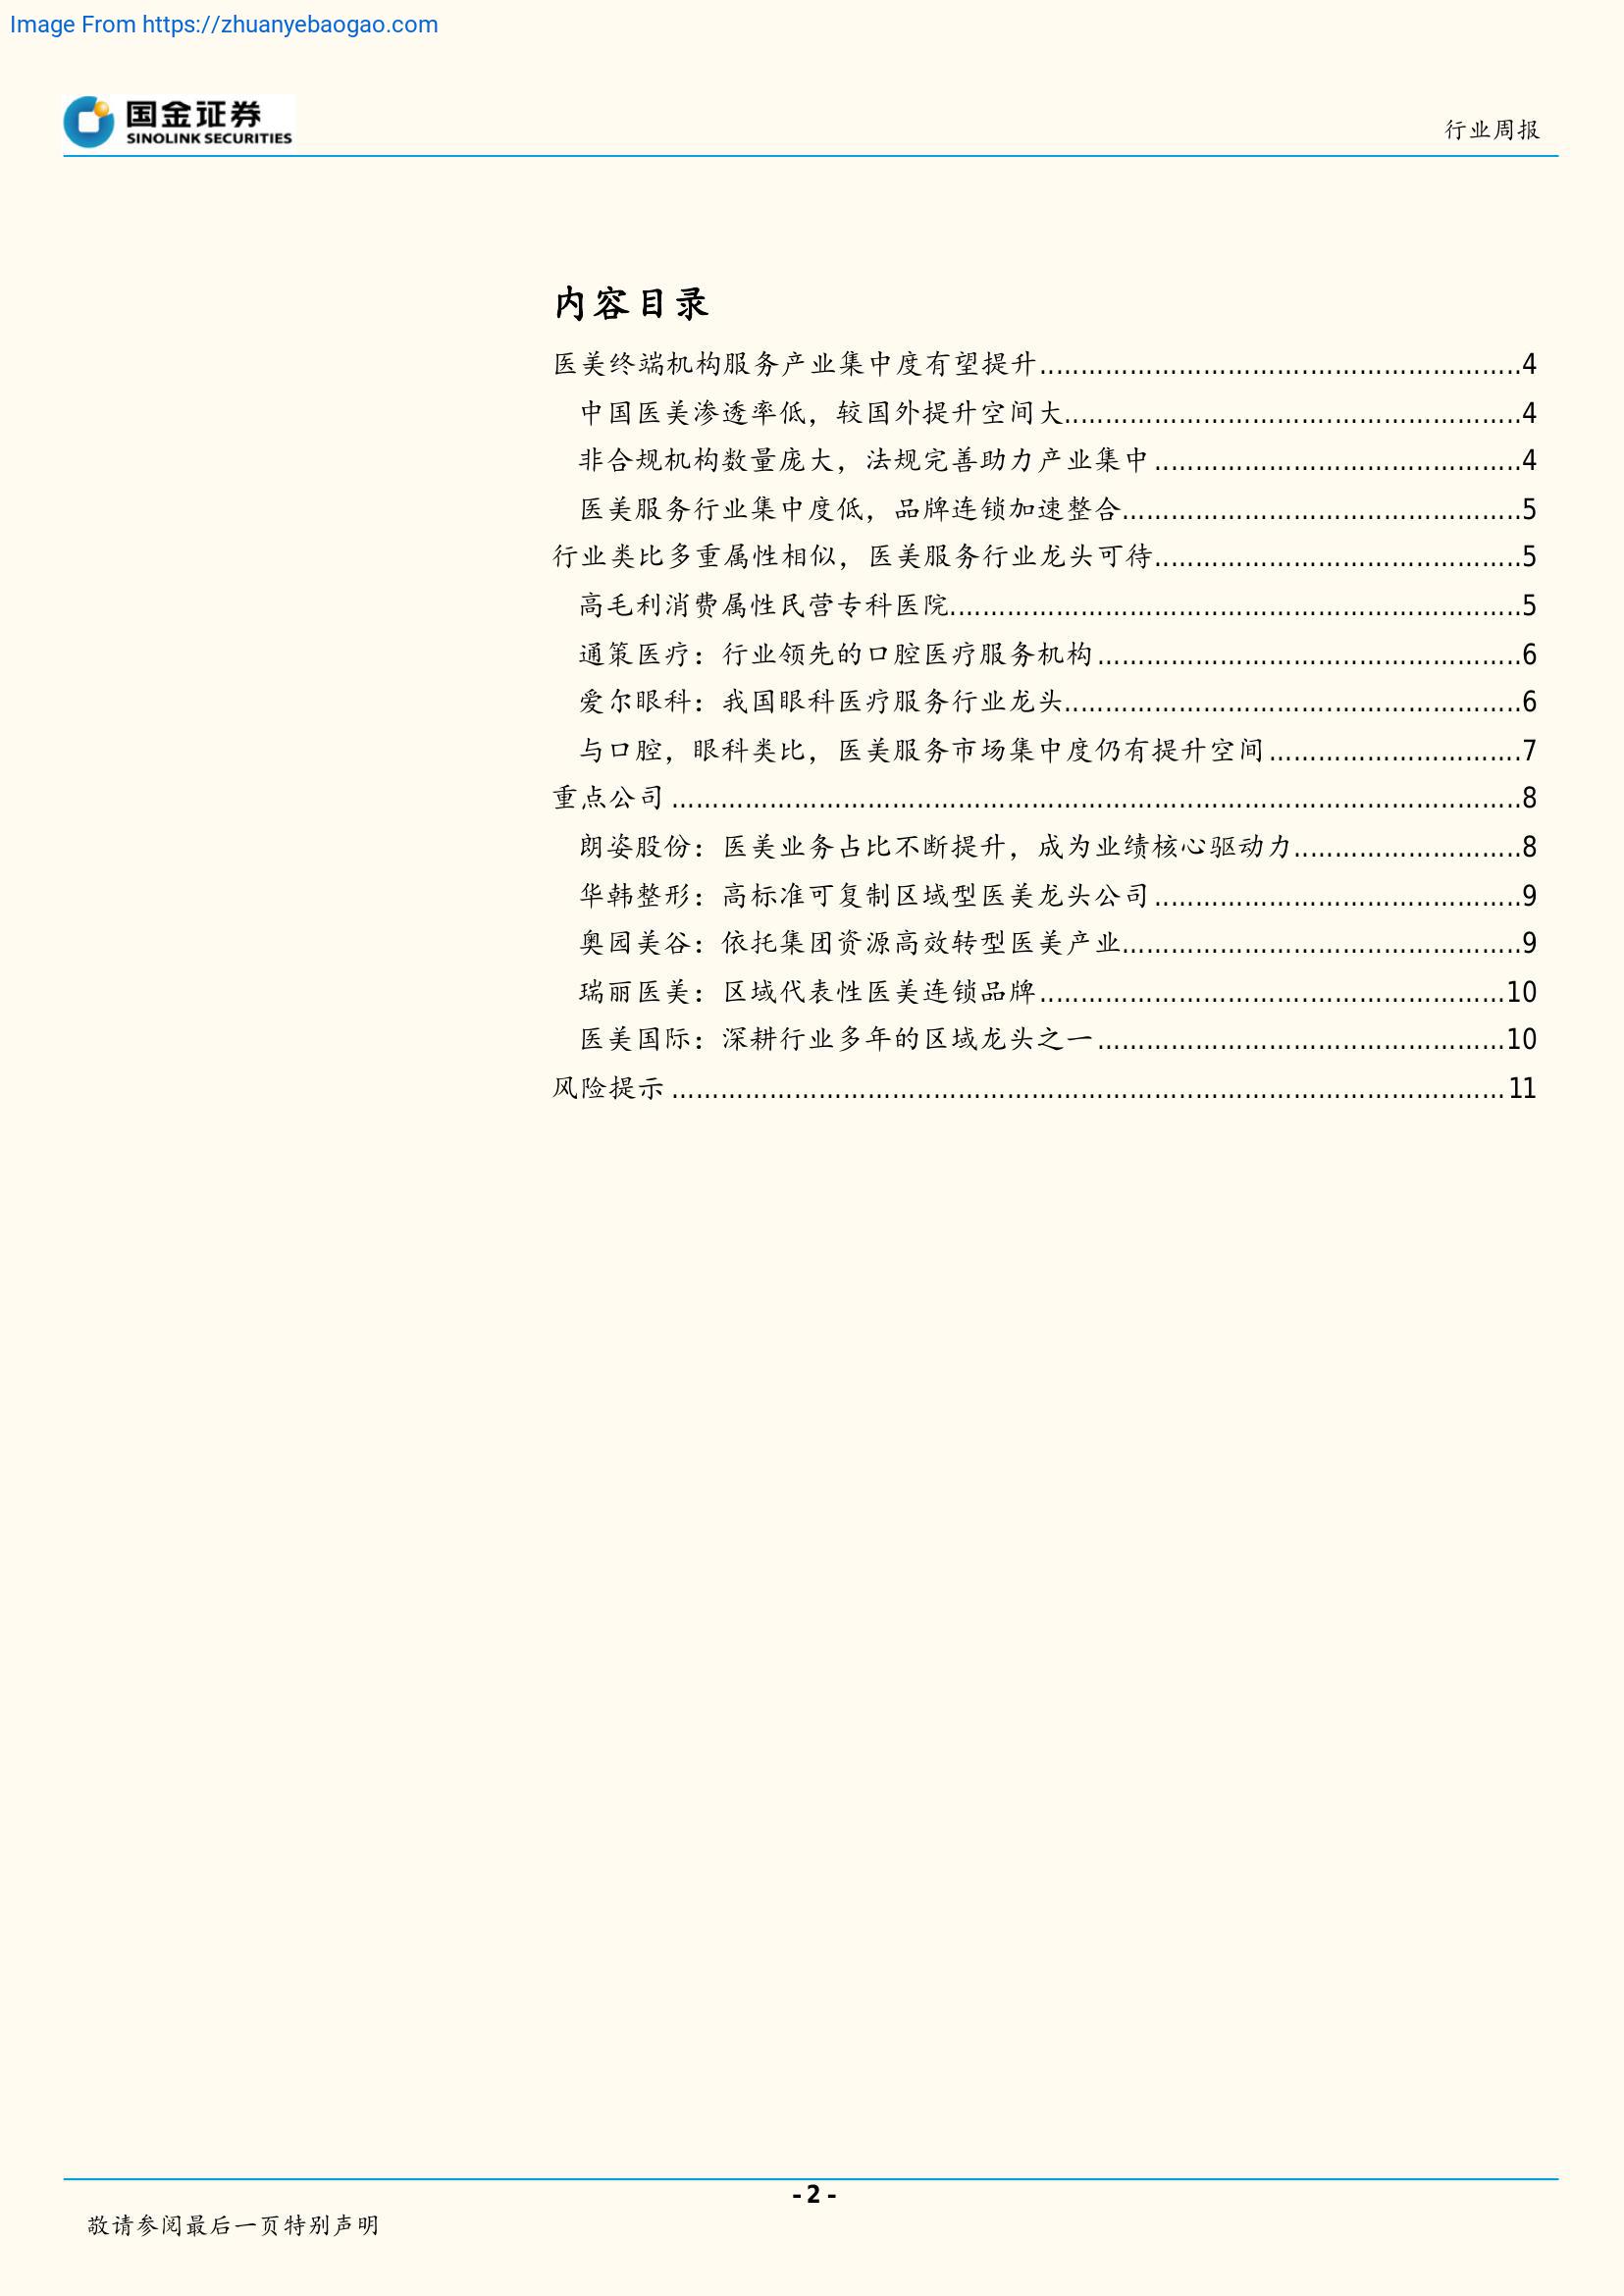 Image From https://zhuanyebaogao.com
国金证券
SINOLINK SECURITIES
行业周报
内容目录
医美终端机构服务产业集中度有望提升........................................................4
中国医美渗透率低，较国外提升空间大........................................................4
非合规机构数量庞大，法规完善助力产业集中........................................................4
医美服务行业集中度低，品牌连锁加速整合........................................................5
行业类比多重属性相似，医美服务行业龙头可待........................................................5
高毛利消费属性民营专科医院........................................................5
通策医疗：行业领先的口腔医疗服务机构........................................................6
爱尔眼科：我国眼科医疗服务行业龙头........................................................6
与口腔，眼科类比，医美服务市场集中度仍有提升空间........................................................7
重点公司........................................................8
朗姿股份：医美业务占比不断提升，成为业绩核心驱动力........................................................8
华韩整形：高标准可复制区域型医美龙头公司........................................................9
奥园美谷：依托集团资源高效转型医美产业........................................................9
瑞丽医美：区域代表性医美连锁品牌........................................................10
医美国际：深耕行业多年的区域龙头之一........................................................10
风险提示........................................................11
- 2 -
敬请参阅最后一页特别声明